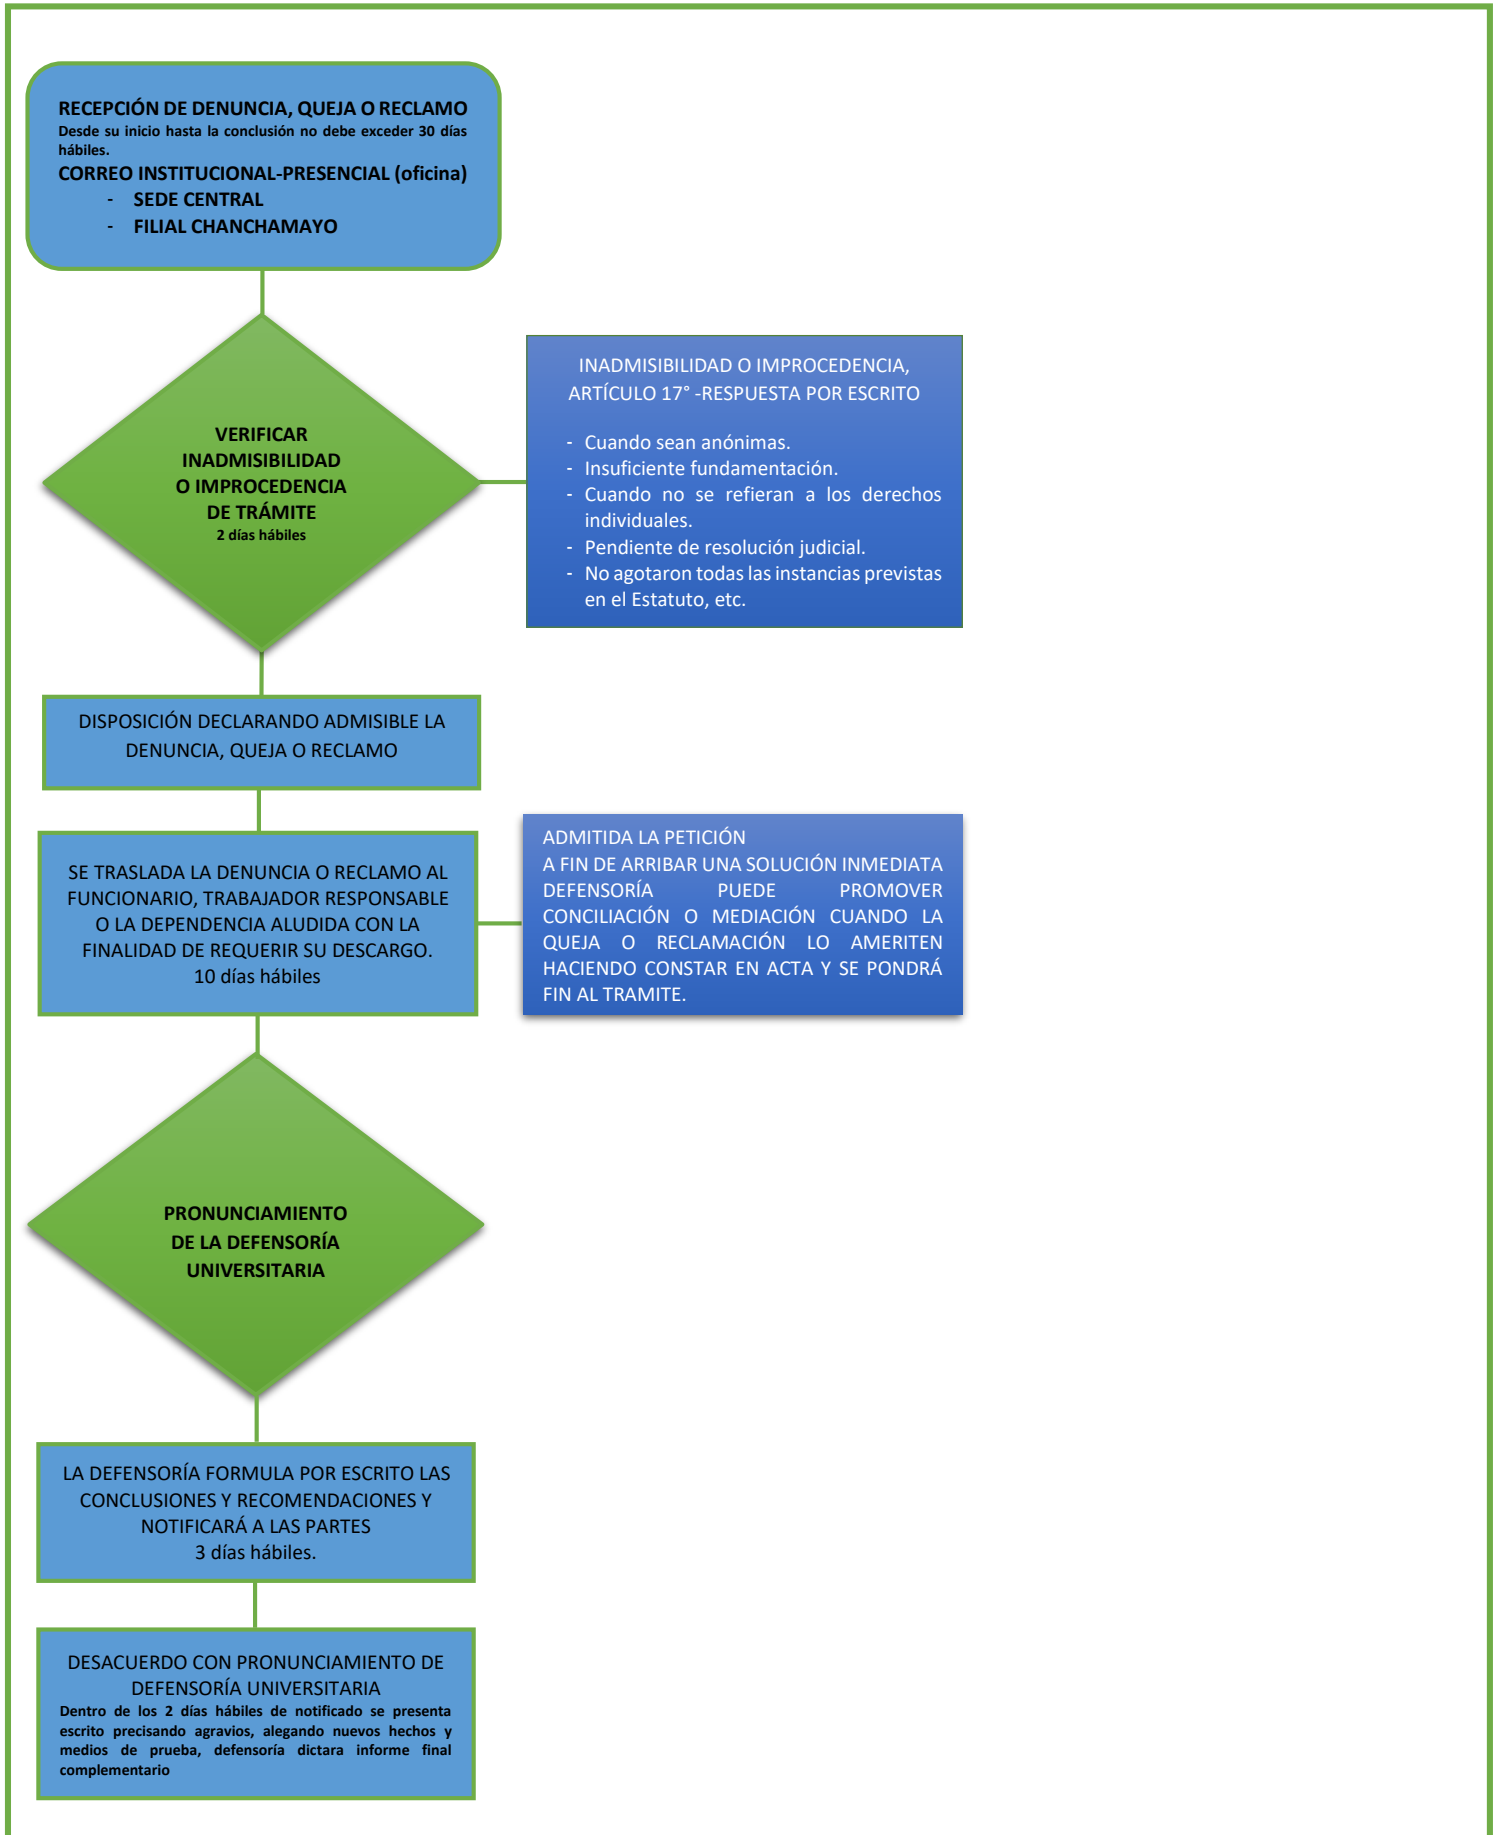 RECEPCIÓN DE DENUNCIA, QUEJA O RECLAMO
Desde su inicio hasta la conclusión no debe exceder 30 días
hábiles.
CORREO INSTITUCIONAL-PRESENCIAL (oficina)
- SEDE CENTRAL
- FILIAL CHANCHAMAYO
VERIFICAR
INADMISIBILIDAD
O IMPROCEDENCIA
DE TRÁMITE
2 días hábiles
INADMISIBILIDAD O IMPROCEDENCIA,
ARTÍCULO 17° -RESPUESTA POR ESCRITO
- Cuando sean anónimas.
- Insuficiente fundamentación.
- Cuando no se refieran a los derechos
individuales.
- Pendiente de resolución judicial.
- No agotaron todas las instancias previstas
en el Estatuto, etc.
DISPOSICIÓN DECLARANDO ADMISIBLE LA
DENUNCIA, QUEJA O RECLAMO
SE TRASLADA LA DENUNCIA O RECLAMO AL
FUNCIONARIO, TRABAJADOR RESPONSABLE
O LA DEPENDENCIA ALUDIDA CON LA
FINALIDAD DE REQUERIR SU DESCARGO.
10 días hábiles
ADMITIDA LA PETICIÓN
A FIN DE ARRIBAR UNA SOLUCIÓN INMEDIATA
DEFENSORÍA PUEDE PROMOVER
CONCILIACIÓN O MEDIACIÓN CUANDO LA
QUEJA O RECLAMACIÓN LO AMERITEN
HACIENDO CONSTAR EN ACTA Y SE PONDRÁ
FIN AL TRAMITE.
PRONUNCIAMIENTO
DE LA DEFENSORÍA
UNIVERSITARIA
LA DEFENSORÍA FORMULA POR ESCRITO LAS
CONCLUSIONES Y RECOMENDACIONES Y
NOTIFICARÁ A LAS PARTES
3 días hábiles.
DESACUERDO CON PRONUNCIAMIENTO DE
DEFENSORÍA UNIVERSITARIA
Dentro de los 2 días hábiles de notificado se presenta
escrito precisando agravios, alegando nuevos hechos y
medios de prueba, defensoría dictara informe final
complementario